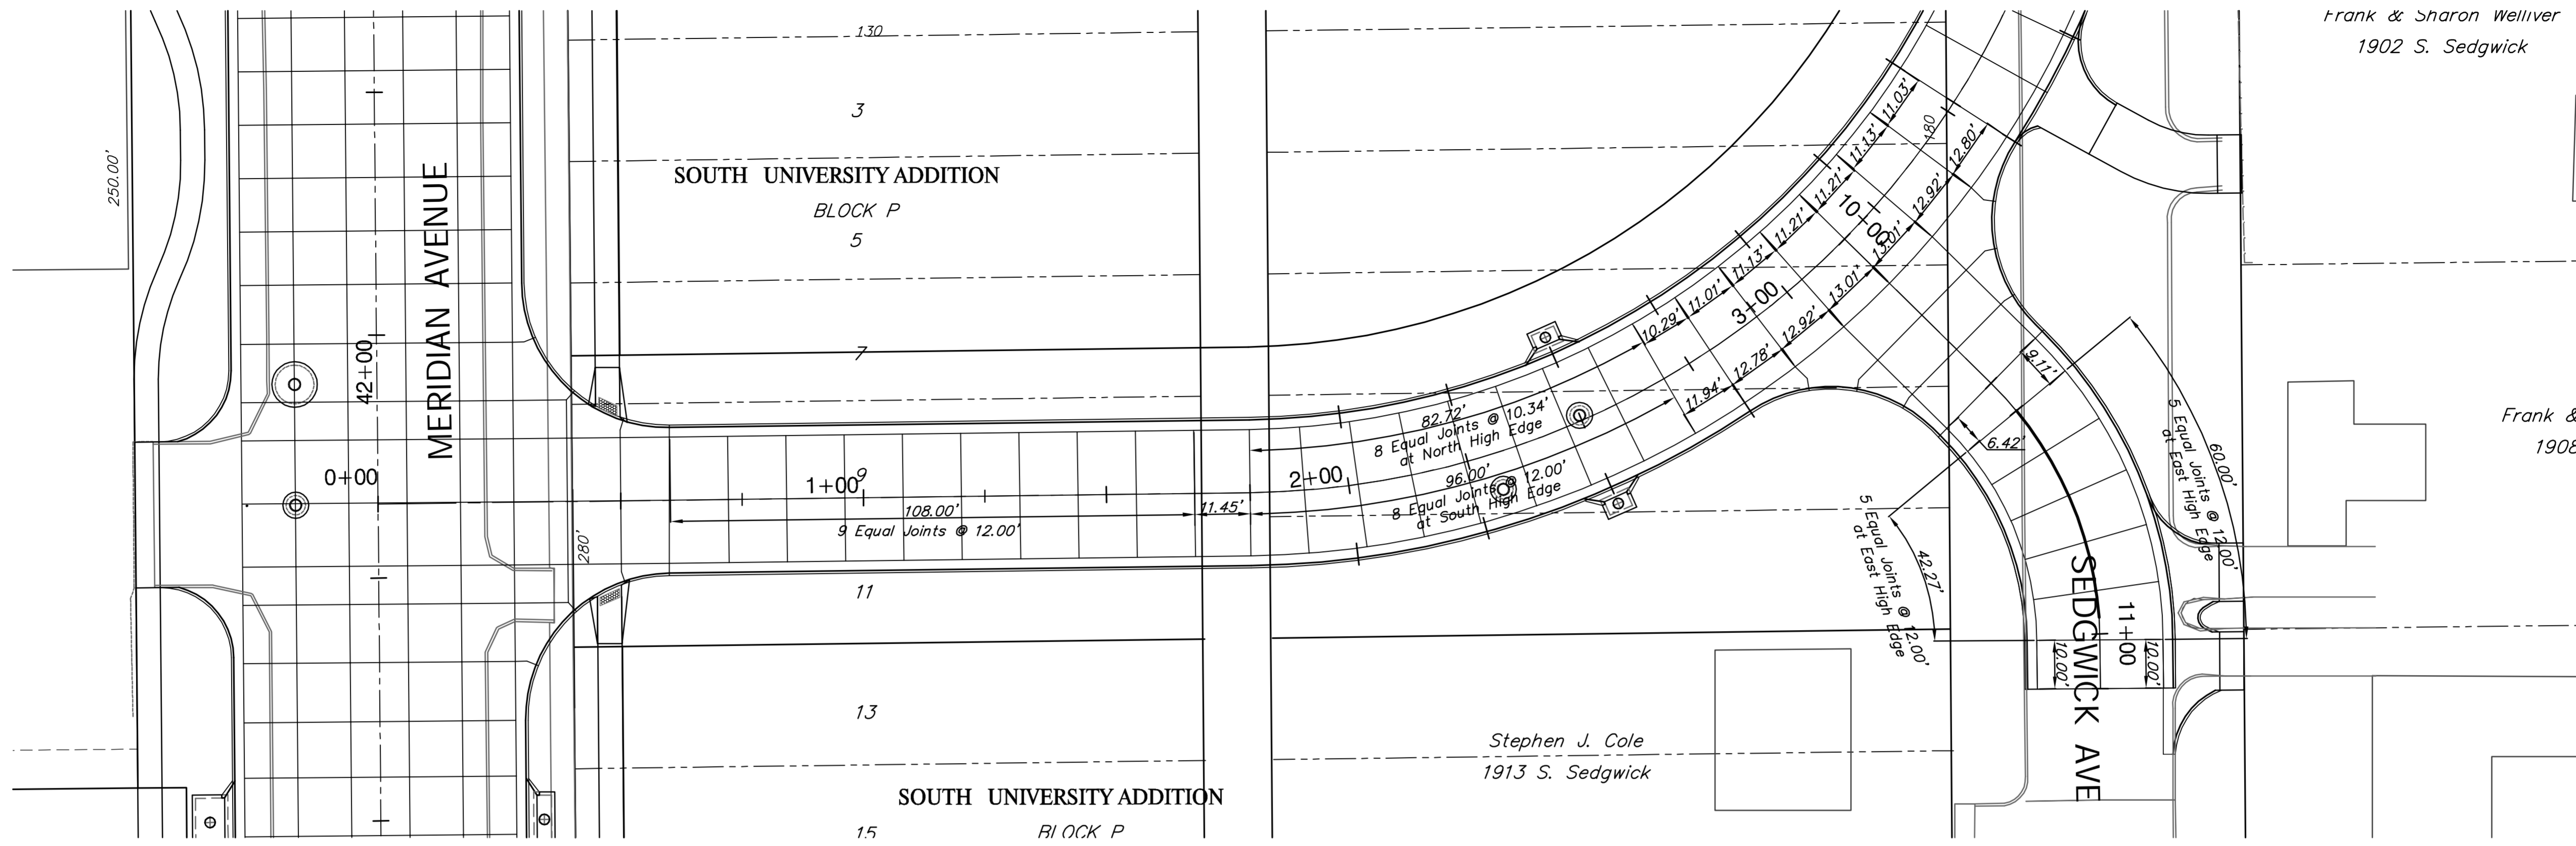 Frank & Sharon Welliver
1902 S. Sedgwick
130
3
250.00'
MERIDIAN AVENUE
42+00
0+00
SOUTH UNIVERSITY ADDITION
BLOCK P
5
7
9
1+00
108.00'
9 Equal Joints @ 12.00'
11.45'
280'
2+00
82.72'
8 Equal Joints @ 10.34'
at North High Edge
96.00'
8 Equal Joints @ 12.00'
at South High Edge
10.29'
11.01'
11.13'
11.21'
11.21'
11.13'
11.03'
3+00
11.94'
12.78'
12.92'
13.01'
13.01'
12.92'
12.80'
10+00
80
9.11'
6.42'
5 Equal Joints @ 12.00'
at East High Edge
60.00'
5 Equal Joints @ 12.00'
at East High Edge
42.27'
SEDGWICK AVE
11+00
10.00'
10.00'
Frank &
1908
11
13
Stephen J. Cole
1913 S. Sedgwick
SOUTH UNIVERSITY ADDITION
BLOCK P
15